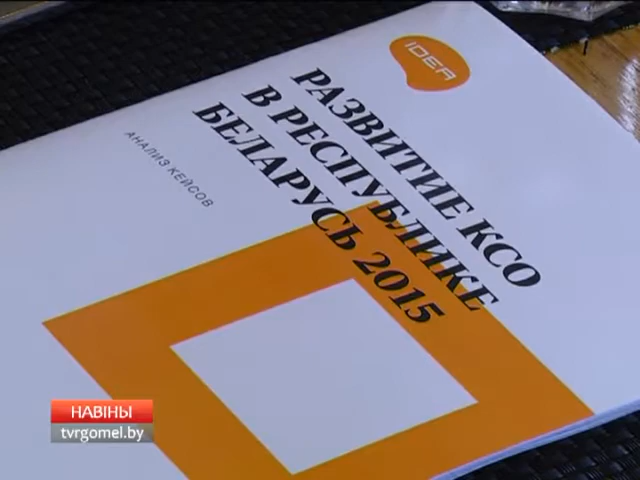 IDEA
РАЗВИТИЕ КСО
В РЕСПУБЛИКЕ
БЕЛАРУСЬ 2015
АНАЛИЗ КЕЙСОВ
НАВІНЫ
tvrgomel.by